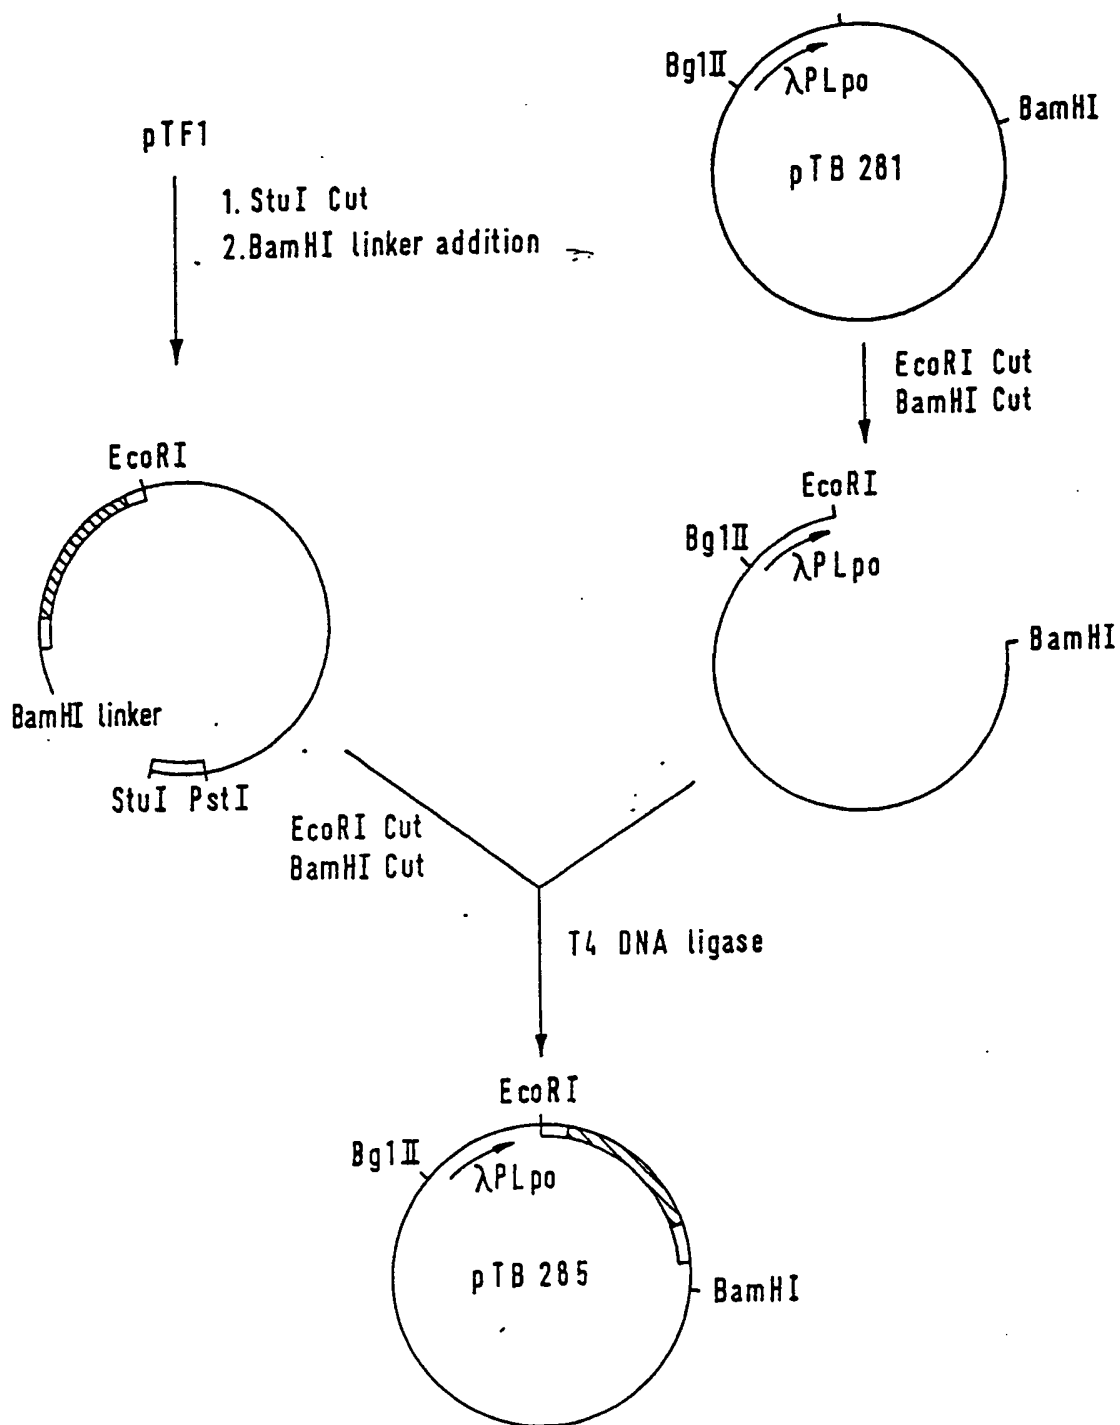 Bg1II
λPLpo
BamHI
pTB 281
pTF1
1. StuI Cut
2. BamHI linker addition
EcoRI Cut
BamHI Cut
EcoRI
BamHI linker
StuI PstI
EcoRI
Bg1II
λPLpo
BamHI
EcoRI Cut
BamHI Cut
T4 DNA ligase
EcoRI
Bg1II
λPLpo
pTB 285
BamHI